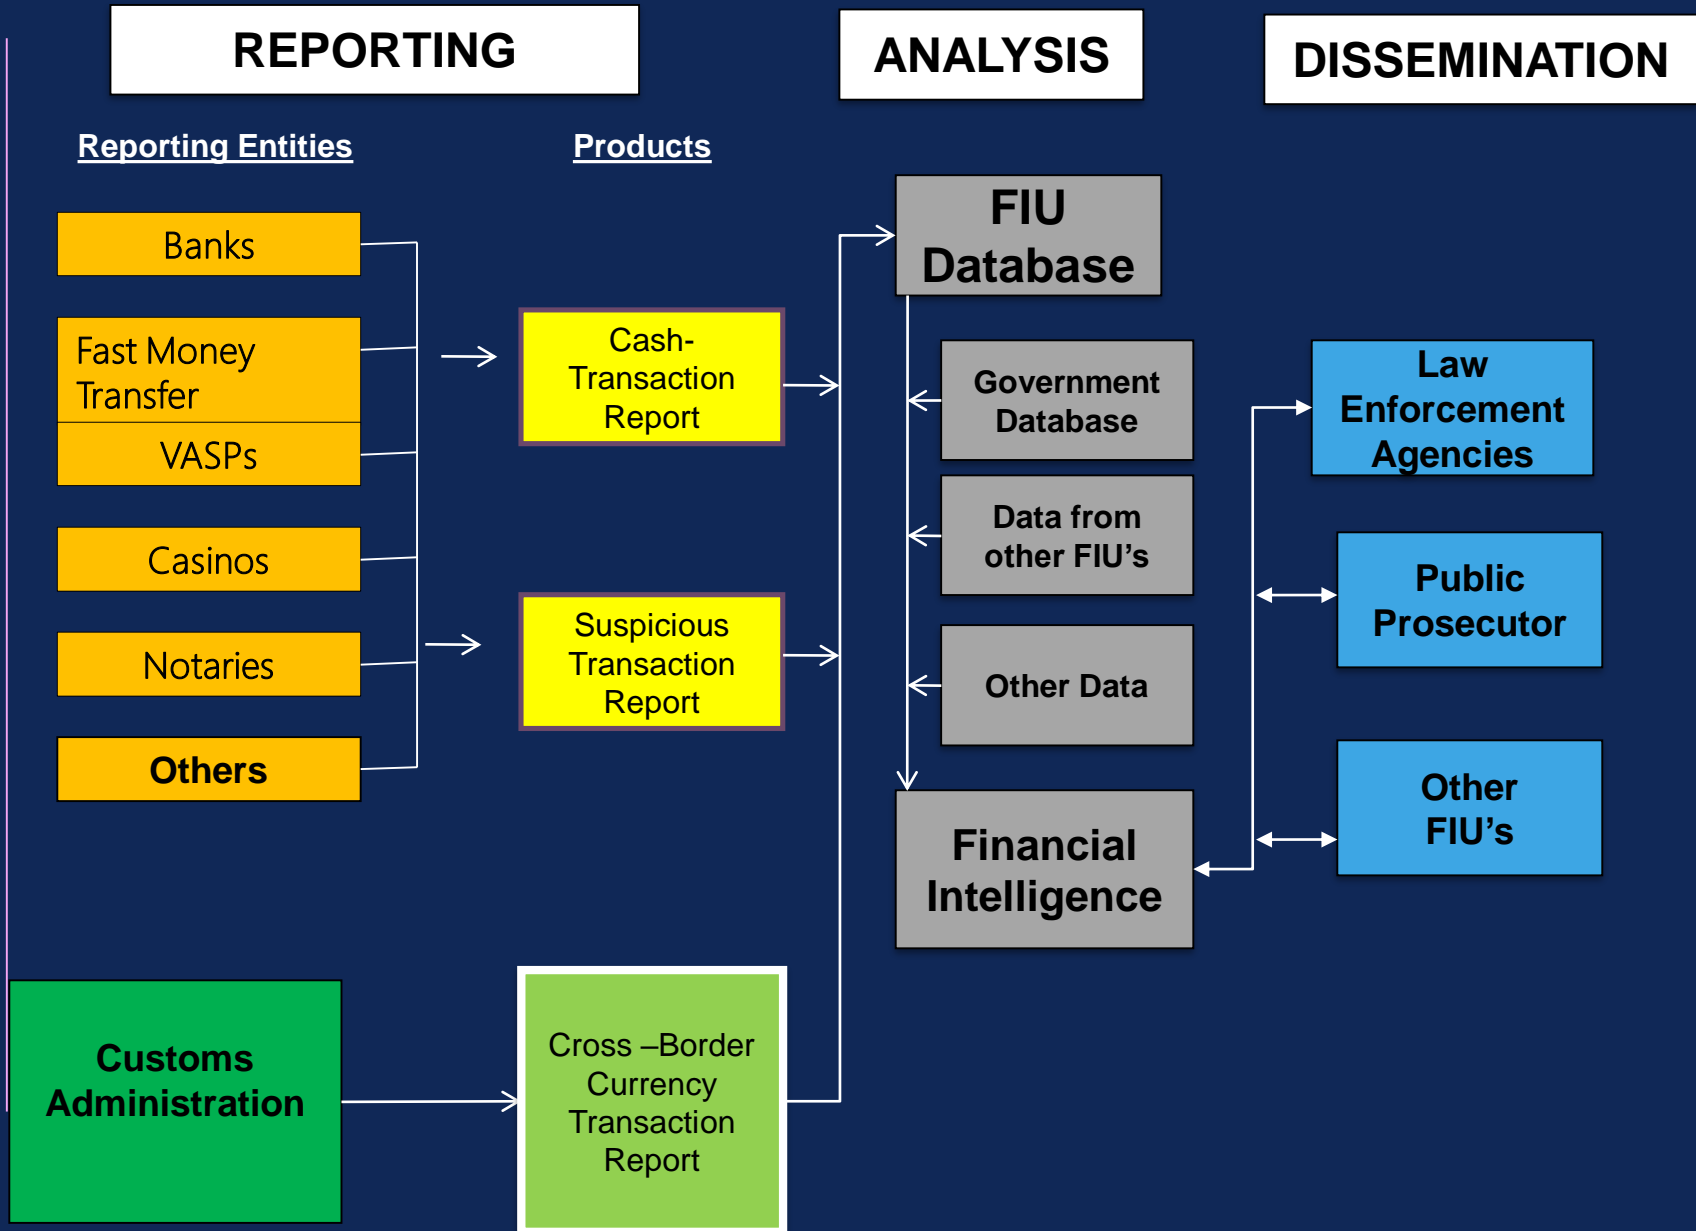 REPORTING
ANALYSIS
DISSEMINATION
Reporting Entities
Products
Banks
Fast Money
Transfer
VASPs
Casinos
Notaries
Others
Customs
Administration
Cash-
Transaction
Report
Suspicious
Transaction
Report
Cross –Border
Currency
Transaction
Report
FIU
Database
Government
Database
Data from
other FIU’s
Other Data
Financial
Intelligence
Law
Enforcement
Agencies
Public
Prosecutor
Other
FIU’s